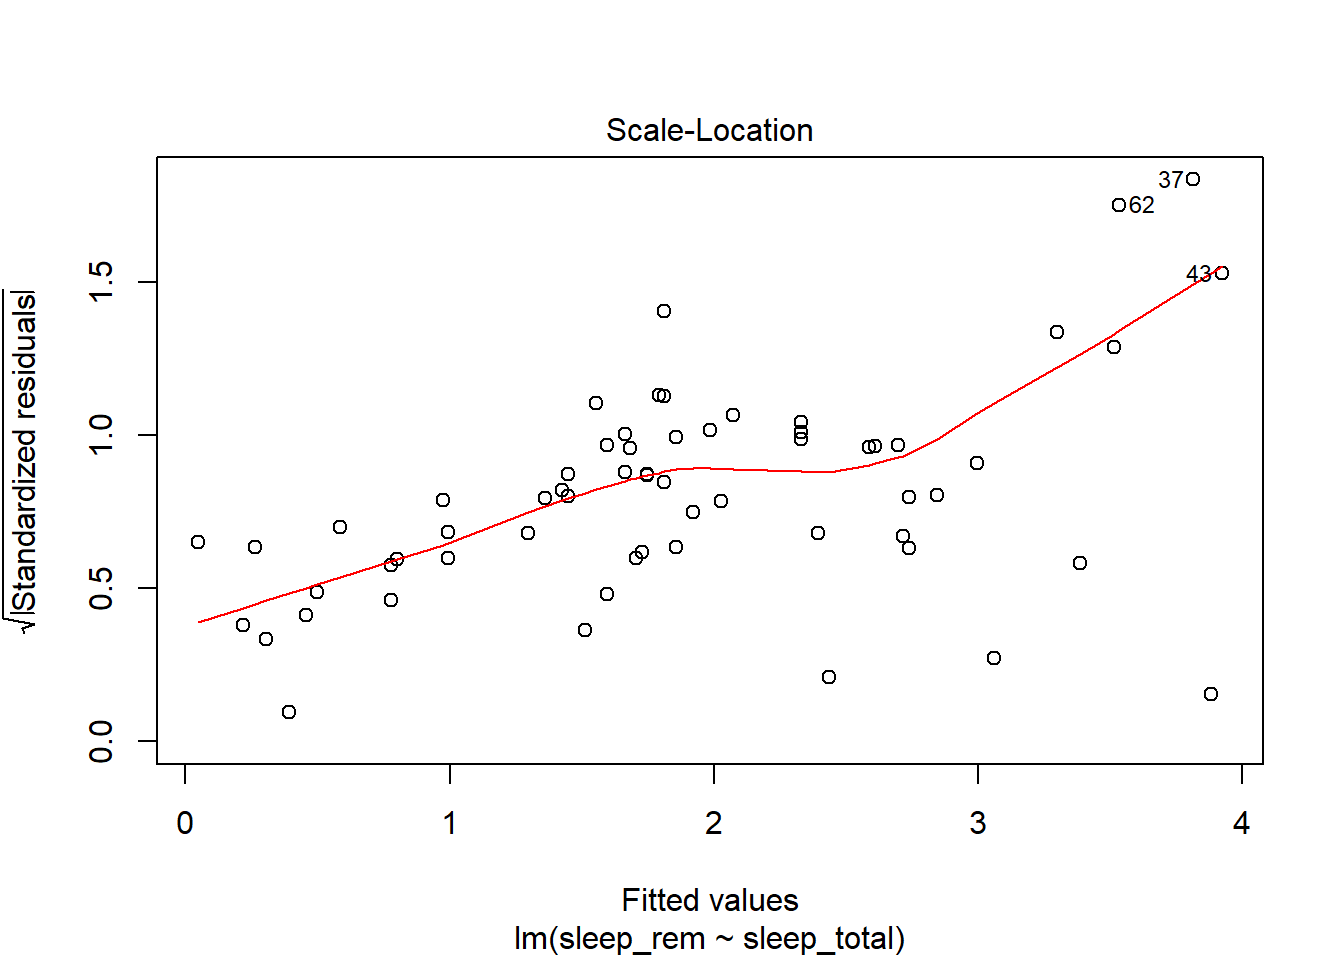 Scale-Location
√|Standardized residuals|
0.0
0.5
1.0
1.5
37
62
43
0 1 2 3 4
Fitted values
lm(sleep_rem ~ sleep_total)